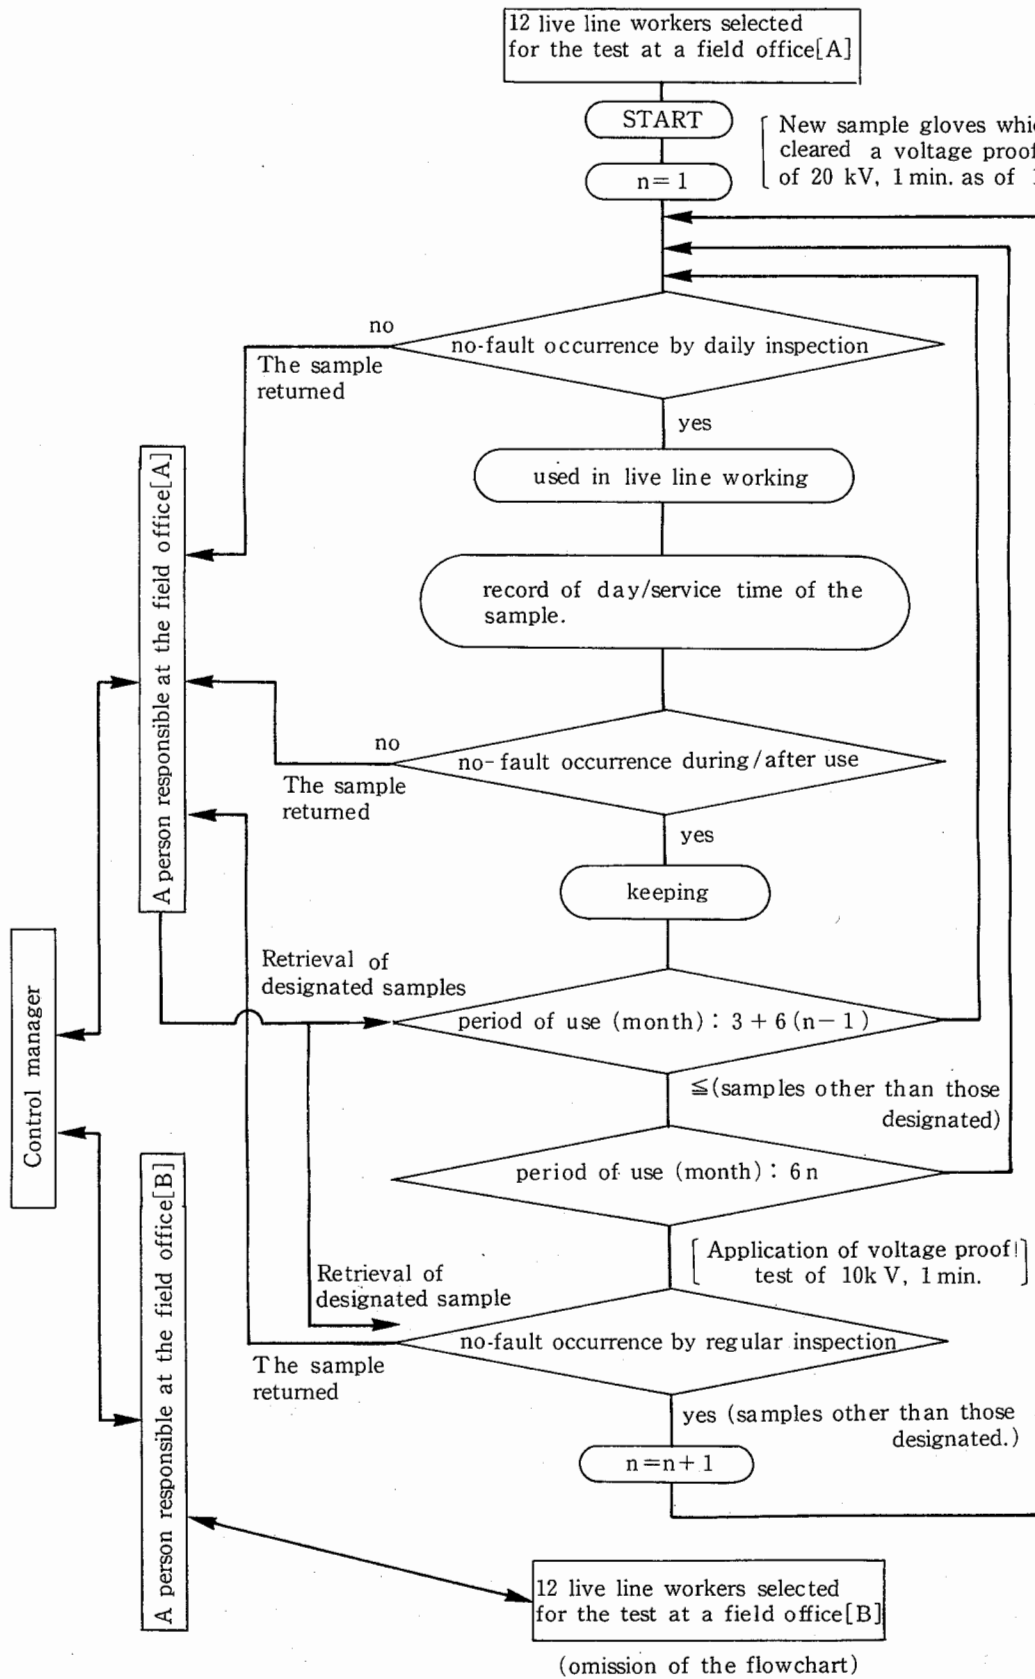 12 live line workers selected
for the test at a field office[A]
START
New sample gloves
cleared a voltage proof
of 20 kV, 1 min. as of
n= 1
no
no-fault occurrence by daily inspection
The sample
returned
yes
used in live line working
record of day/service time of the
sample.
A person responsible at the field office[A]
no
no-fault occurrence during/after use
The sample
returned
yes
keeping
Retrieval of
designated samples
period of use (month) : 3 + 6 (n− 1 )
Control manager
≦(samples other than those
designated)
period of use (month) : 6 n
Application of voltage proof
test of 10k V, 1 min.
Retrieval of
designated sample
no-fault occurrence by regular inspection
The sample
returned
yes (samples other than those
designated.)
n=n+ 1
A person responsible at the field office[B]
12 live line workers selected
for the test at a field office[B]
(omission of the flowchart)